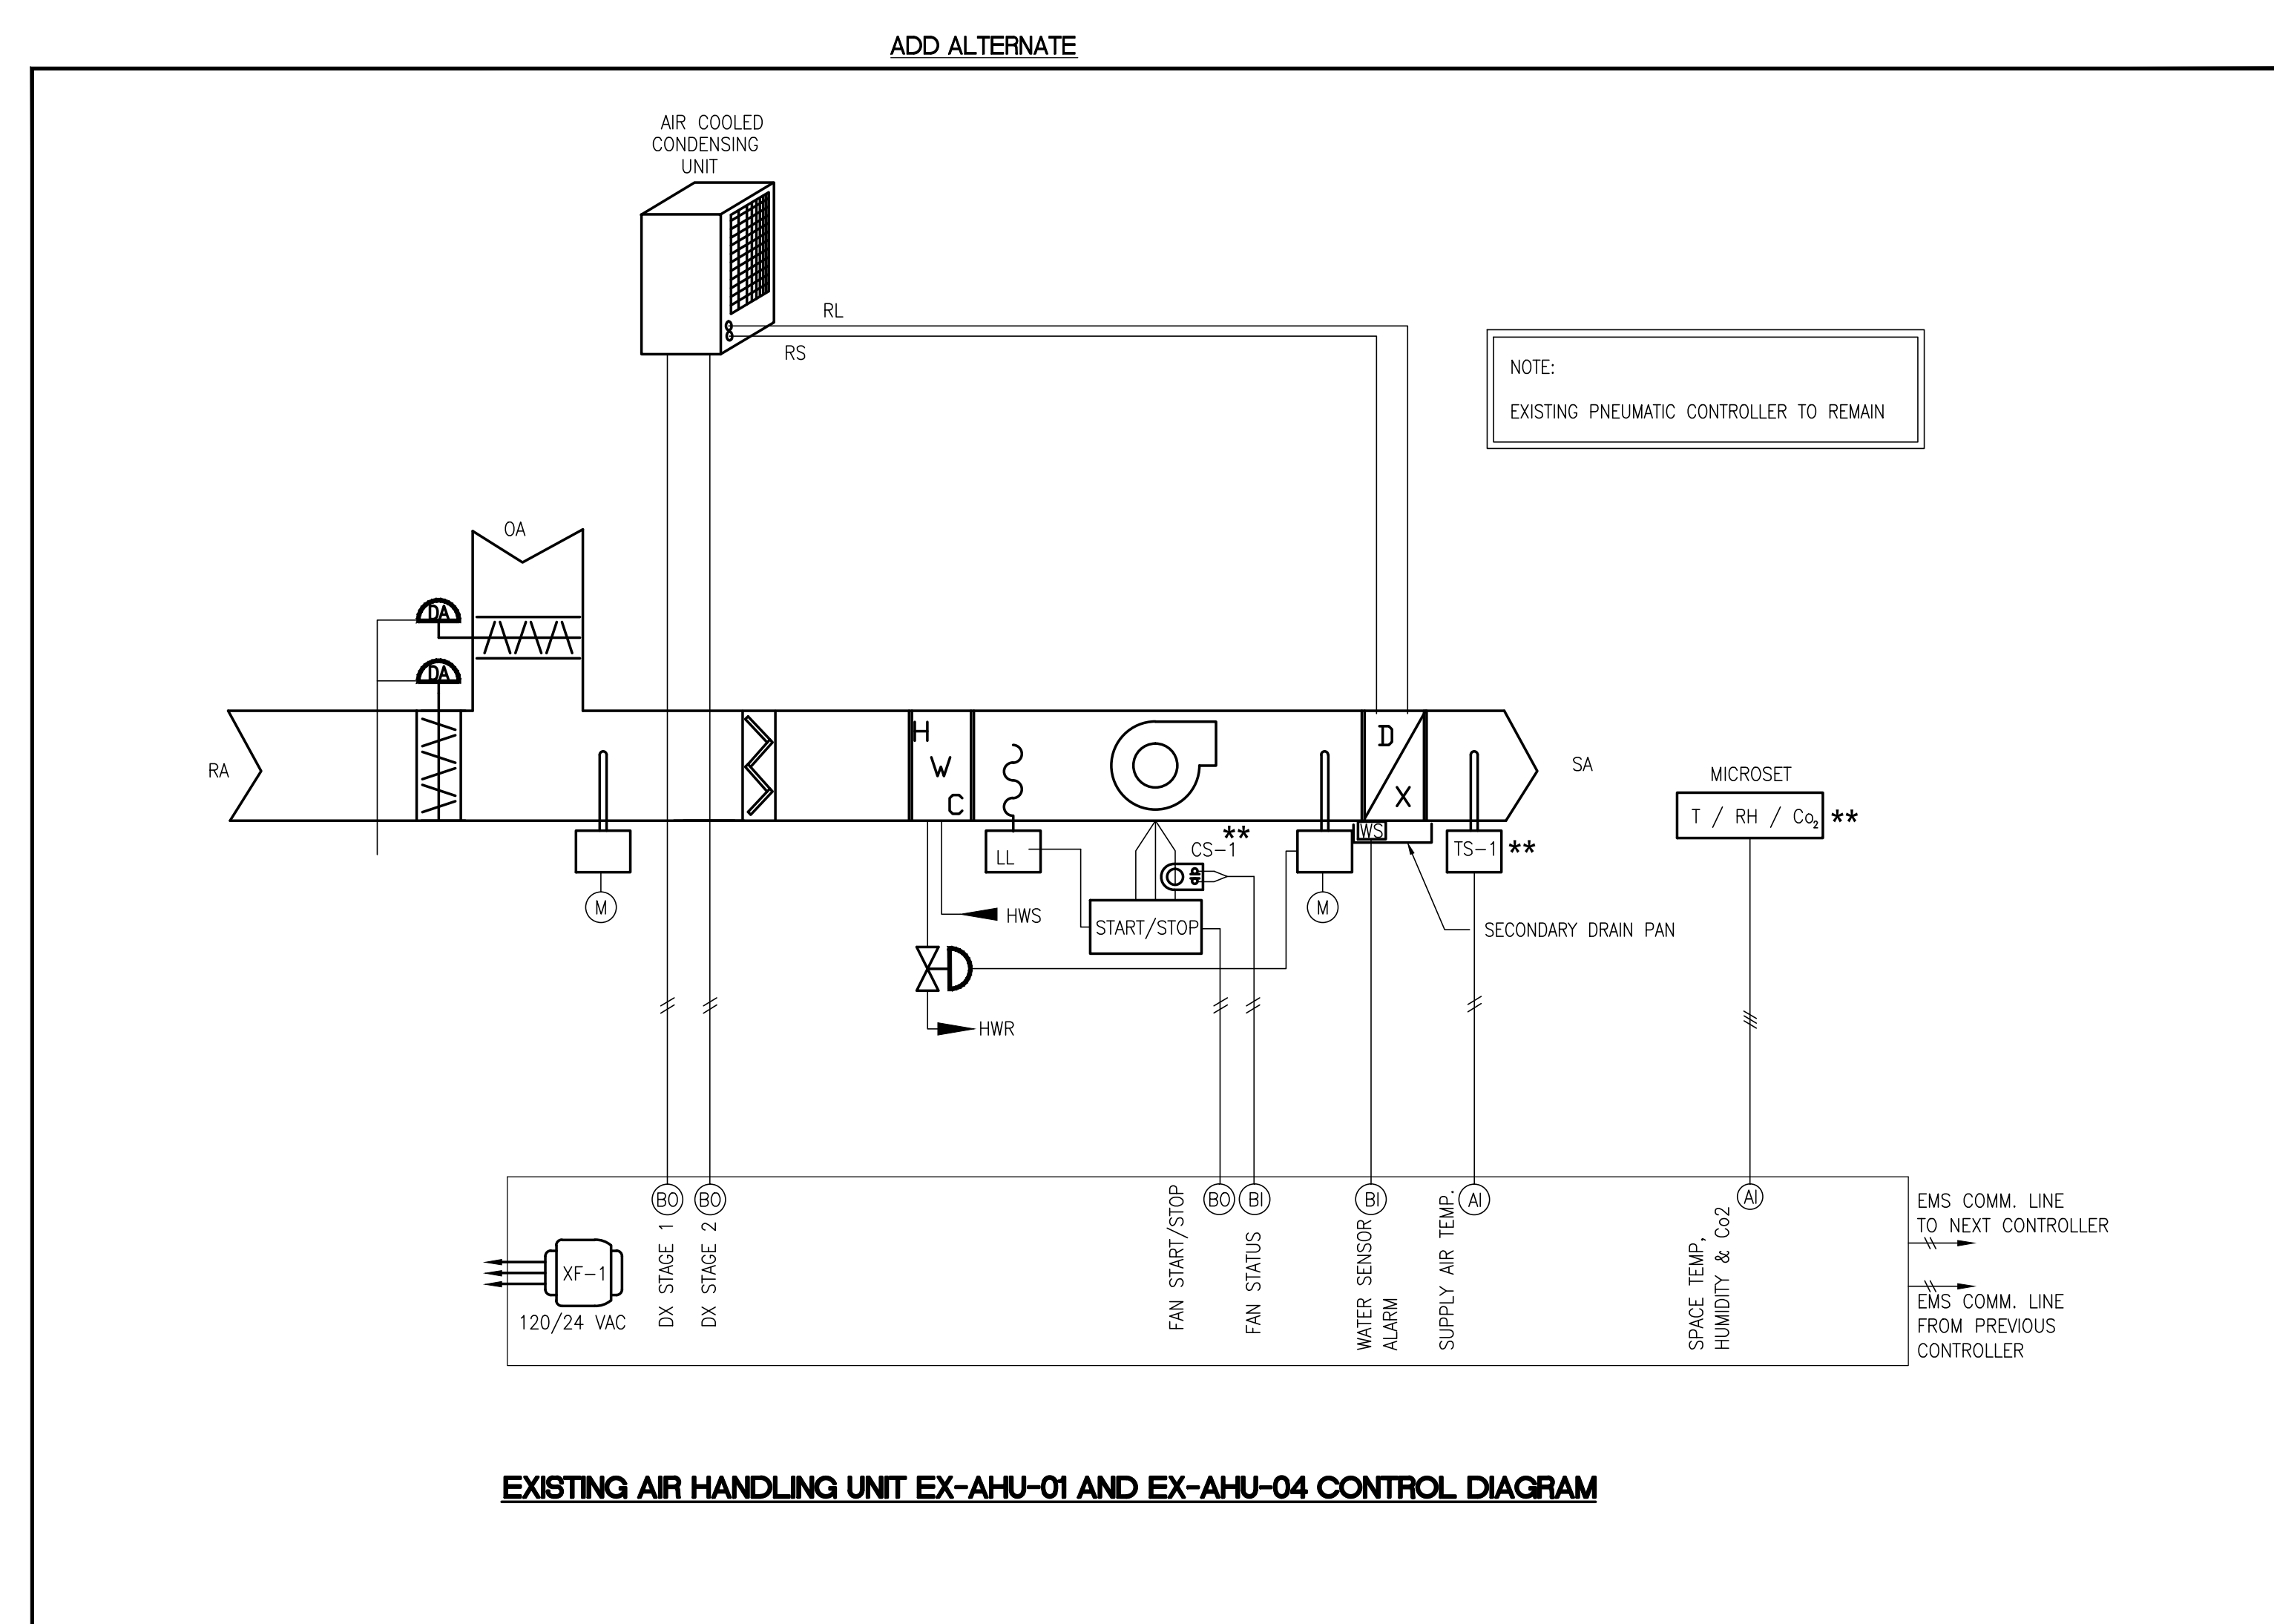 ADD ALTERNATE
AIR COOLED
CONDENSING
UNIT
RL
RS
NOTE:
EXISTING PNEUMATIC CONTROLLER TO REMAIN
OA
DA
DA
RA
H
W
C
D
X
SA
MICROSET
T / RH / Co2 **
LL
CS-1 **
WS
TS-1 **
M
M
HWS
START/STOP
SECONDARY DRAIN PAN
HWR
BO
BO
BO
BI
BI
AI
AI
XF-1
120/24 VAC
DX STAGE 1
DX STAGE 2
FAN START/STOP
FAN STATUS
WATER SENSOR
ALARM
SUPPLY AIR TEMP.
SPACE TEMP,
HUMIDITY & Co2
EMS COMM. LINE
TO NEXT CONTROLLER
EMS COMM. LINE
FROM PREVIOUS
CONTROLLER
EXISTING AIR HANDLING UNIT EX-AHU-01 AND EX-AHU-04 CONTROL DIAGRAM